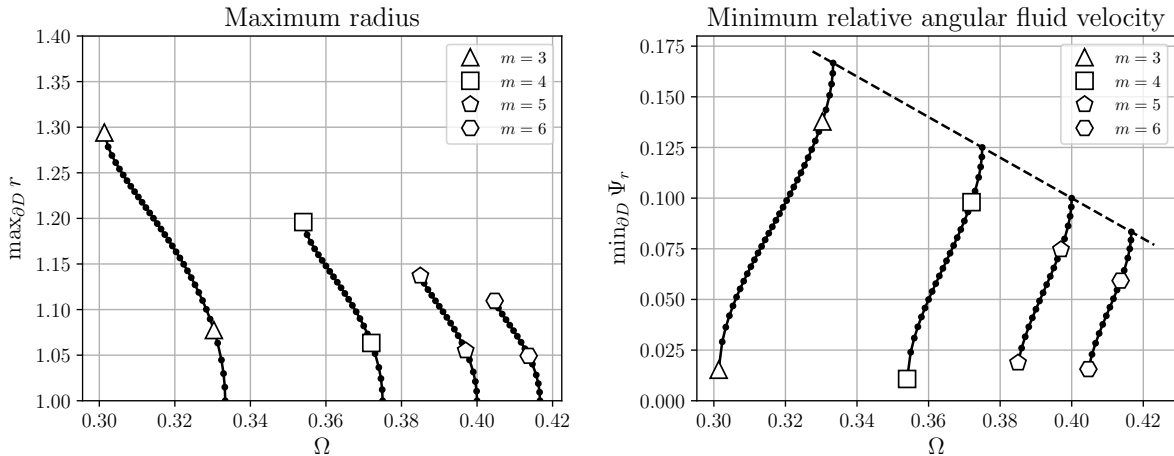 Maximum radius
1.40
1.35
1.30
1.25
1.20
1.15
1.10
1.05
1.00
max∂D r
0.30
0.32
0.34
0.36
0.38
0.40
0.42
Ω
m = 3
m = 4
m = 5
m = 6
Minimum relative angular fluid velocity
0.175
0.150
0.125
0.100
0.075
0.050
0.025
0.000
min∂D Ψr
0.30
0.32
0.34
0.36
0.38
0.40
0.42
Ω
m = 3
m = 4
m = 5
m = 6